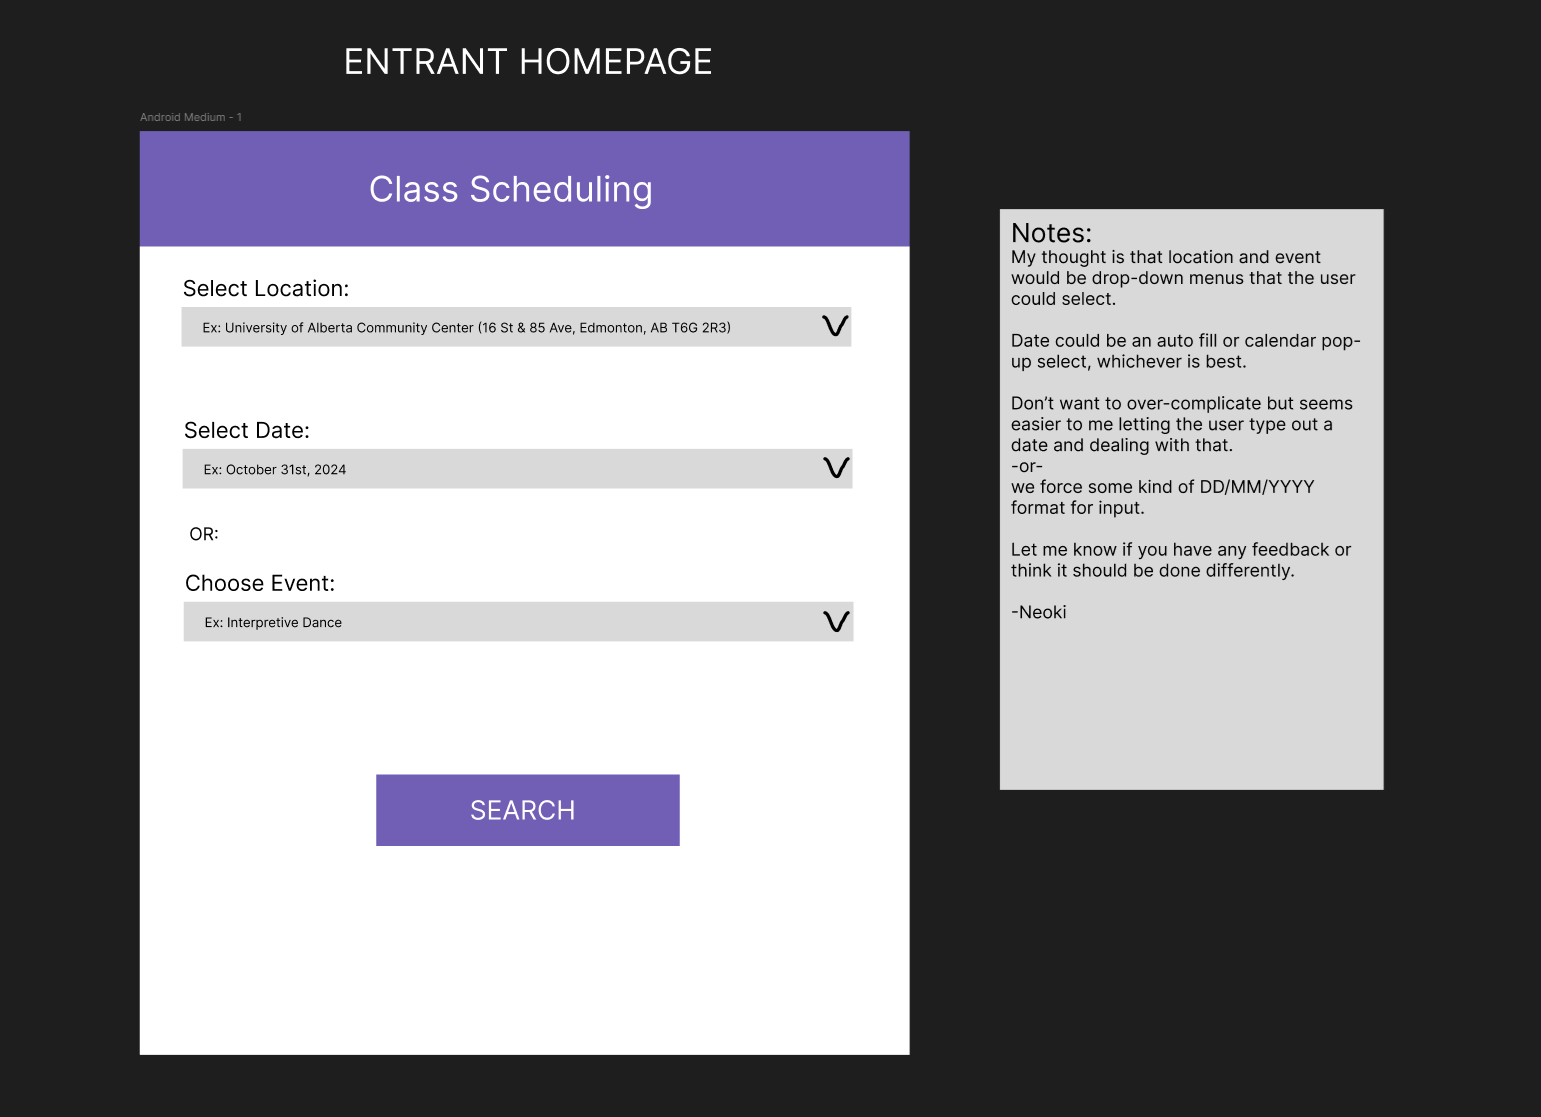 ENTRANT HOMEPAGE
Android Medium - 1
Class Scheduling
Select Location:
Ex: University of Alberta Community Center (16 St & 85 Ave, Edmonton, AB T6G 2R3)
Select Date:
Ex: October 31st, 2024
OR:
Choose Event:
Ex: Interpretive Dance
SEARCH
Notes:
My thought is that location and event
would be drop-down menus that the user
could select.
Date could be an auto fill or calendar pop-
up select, whichever is best.
Don’t want to over-complicate but seems
easier to me letting the user type out a
date and dealing with that.
-or-
we force some kind of DD/MM/YYYY
format for input.
Let me know if you have any feedback or
think it should be done differently.
-Neoki